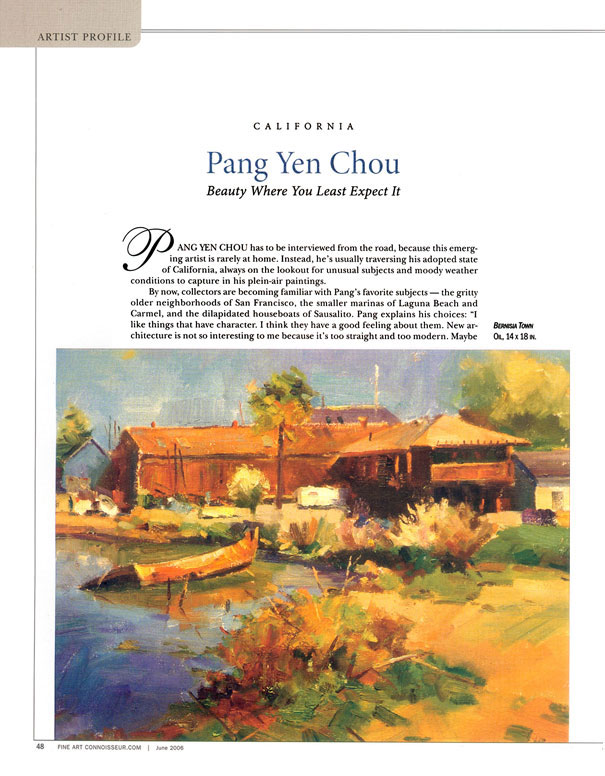 ARTIST PROFILE
CALIFORNIA
Pang Yen Chou
Beauty Where You Least Expect It
PANG YEN CHOU has to be interviewed from the road, because this emerg-
ing artist is rarely at home. Instead, he's usually traversing his adopted state
of California, always on the lookout for unusual subjects and moody weather
conditions to capture in his plein-air paintings.
By now, collectors are becoming familiar with Pang's favorite subjects — the gritty
older neighborhoods of San Francisco, the smaller marinas of Laguna Beach and
Carmel, and the dilapidated houseboats of Sausalito. Pang explains his choices: "I
like things that have character. I think they have a good feeling about them. New ar-
chitecture is not so interesting to me because it's too straight and too modern. Maybe
Town
Oil, 14 x 18 in.
48 FINE ART CONNOISSEUR.COM | June 2006